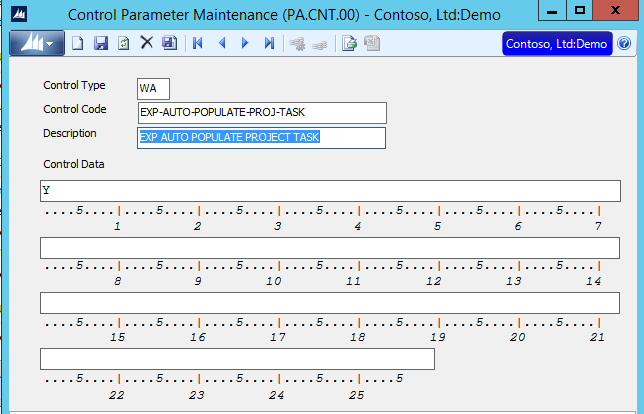 Control Parameter Maintenance (PA.CNT.00) - Contoso, Ltd:Demo
Contoso, Ltd:Demo
Control Type WA
Control Code EXP-AUTO-POPULATE-PROJ-TASK
Description EXP AUTO POPULATE PROJECT TASK
Control Data
Y
....5....|....5....|....5....|....5....|....5....|....5....|....5....|
1 2 3 4 5 6 7
....5....|....5....|....5....|....5....|....5....|....5....|....5....|
8 9 10 11 12 13 14
....5....|....5....|....5....|....5....|....5....|....5....|....5....|
15 16 17 18 19 20 21
....5....|....5....|....5....|....5....|....5
22 23 24 25